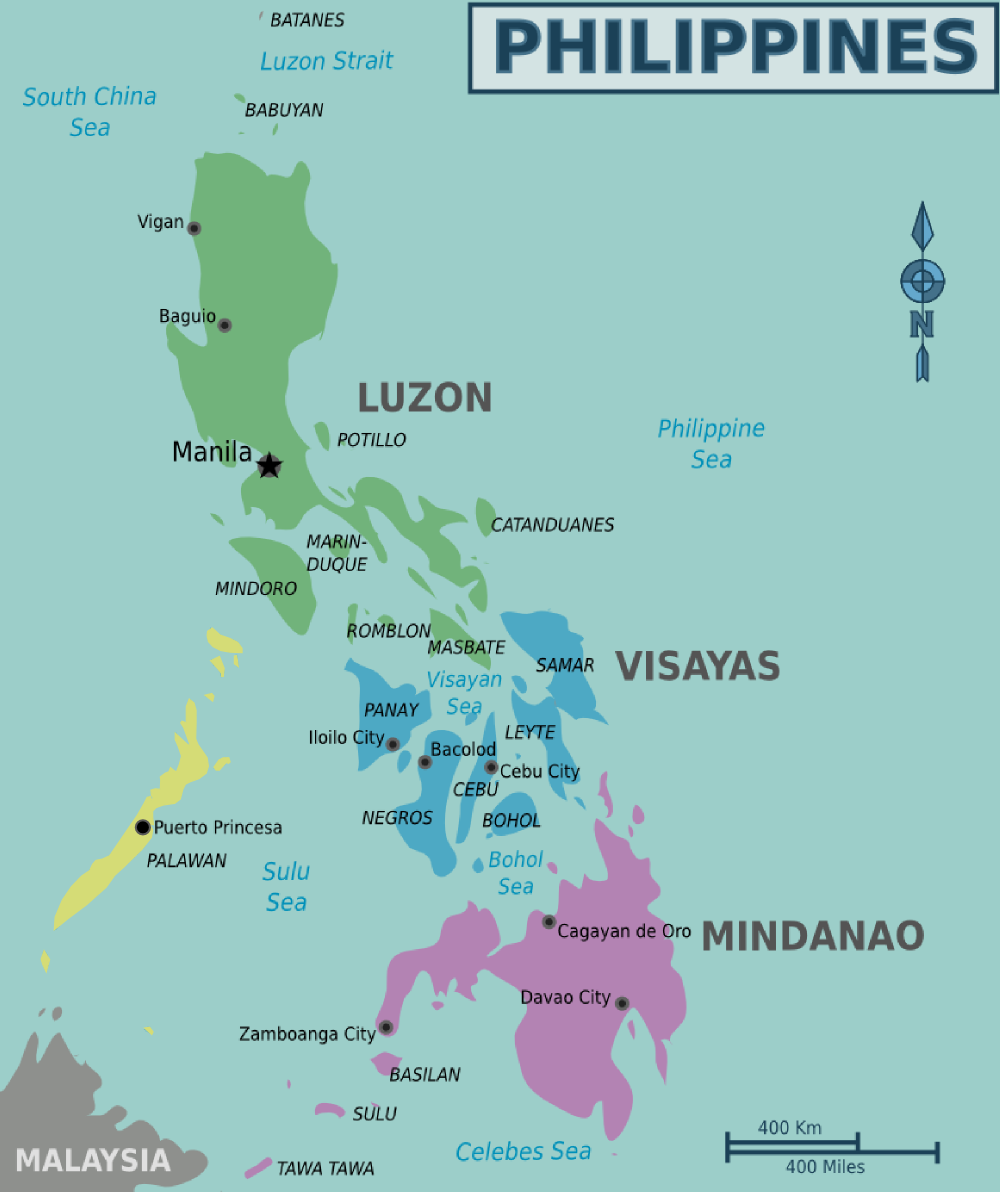 BATANES
PHILIPPINES
Luzon Strait
South China
Sea
BABUYAN
Vigan
Baguio
N
LUZON
Philippine
Sea
POTILLO
Manila
CATANDUANES
MARIN-
DUQUE
MINDORO
ROMBLON
MASBATE
SAMAR
VISAYAS
Visayan
Sea
PANAY
LEYTE
Iloilo City
Bacolod
Cebu City
CEBU
NEGROS
BOHOL
Puerto Princesa
PALAWAN
Sulu
Sea
Bohol
Sea
Cagayan de Oro
MINDANAO
Davao City
Zamboanga City
BASILAN
SULU
400 Km
400 Miles
Celebes Sea
MALAYSIA
TAWA TAWA